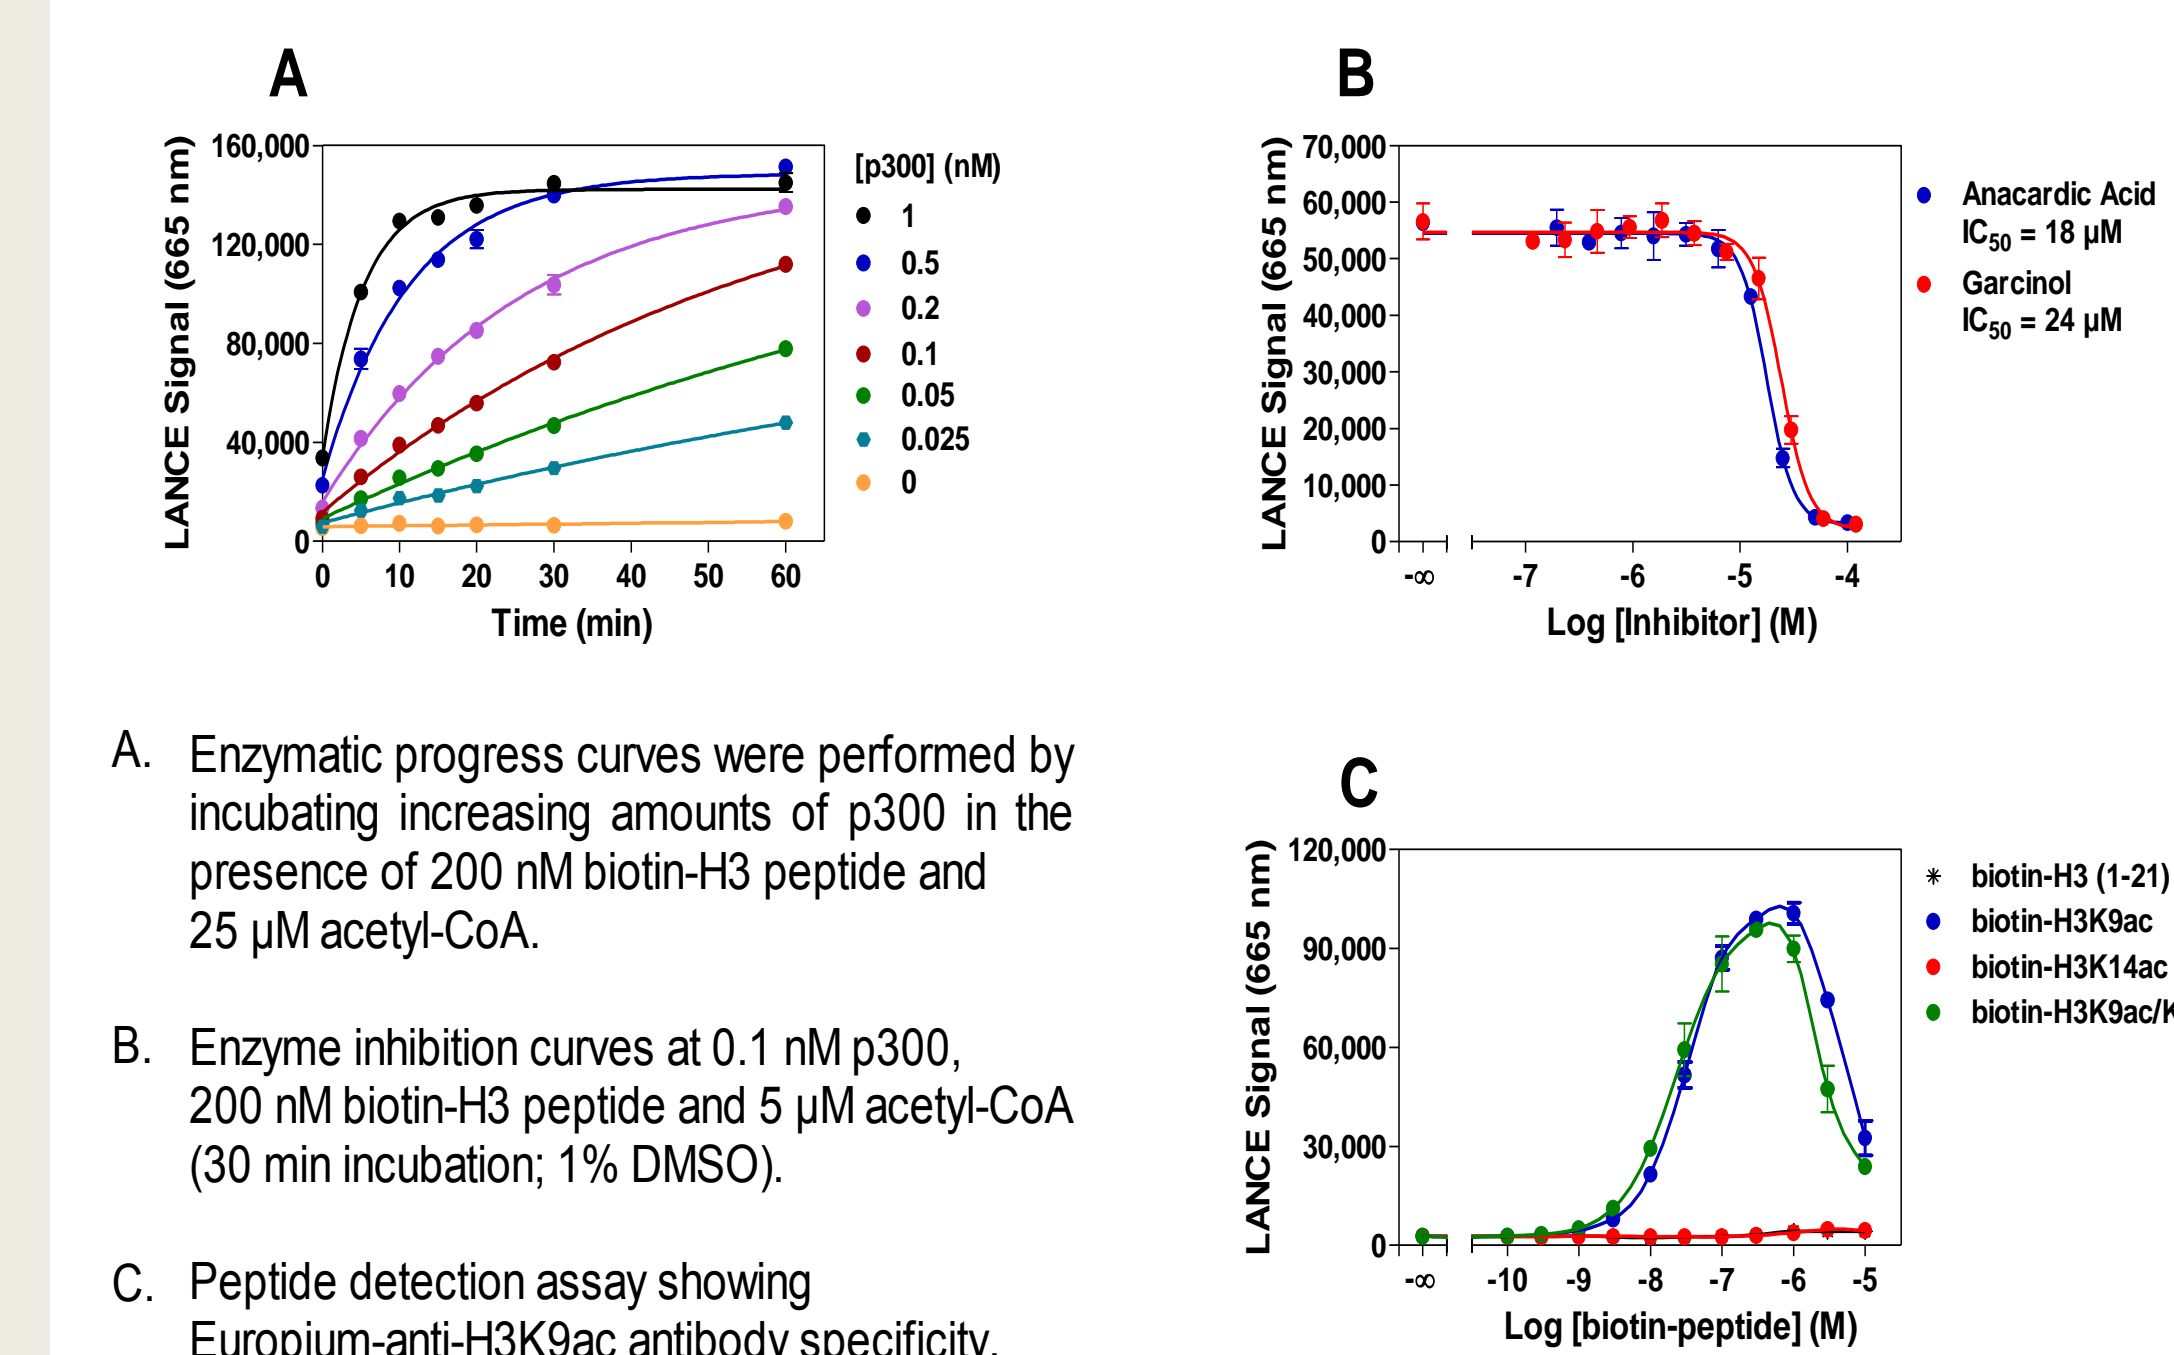 A
160,000
120,000
80,000
40,000
0
LANCE Signal (665 nm)
0 10 20 30 40 50 60
Time (min)
[p300] (nM)
1
0.5
0.2
0.1
0.05
0.025
0
B
70,000
60,000
50,000
40,000
30,000
20,000
10,000
0
LANCE Signal (665 nm)
-∞ -7 -6 -5 -4
Log [Inhibitor] (M)
Anacardic Acid
IC50 = 18 µM
Garcinol
IC50 = 24 µM
A. Enzymatic progress curves were performed by
incubating increasing amounts of p300 in the
presence of 200 nM biotin-H3 peptide and
25 µM acetyl-CoA.
B. Enzyme inhibition curves at 0.1 nM p300,
200 nM biotin-H3 peptide and 5 µM acetyl-CoA
(30 min incubation; 1% DMSO).
C. Peptide detection assay showing
Europium-anti-H3K9ac antibody specificity.
C
120,000
90,000
60,000
30,000
0
LANCE Signal (665 nm)
-∞ -10 -9 -8 -7 -6 -5
Log [biotin-peptide] (M)
biotin-H3 (1-21)
biotin-H3K9ac
biotin-H3K14ac
biotin-H3K9ac/K